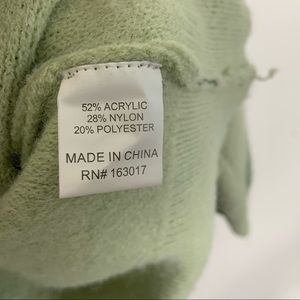 52% ACRYLIC
28% NYLON
20% POLYESTER
MADE IN CHINA
RN# 163017